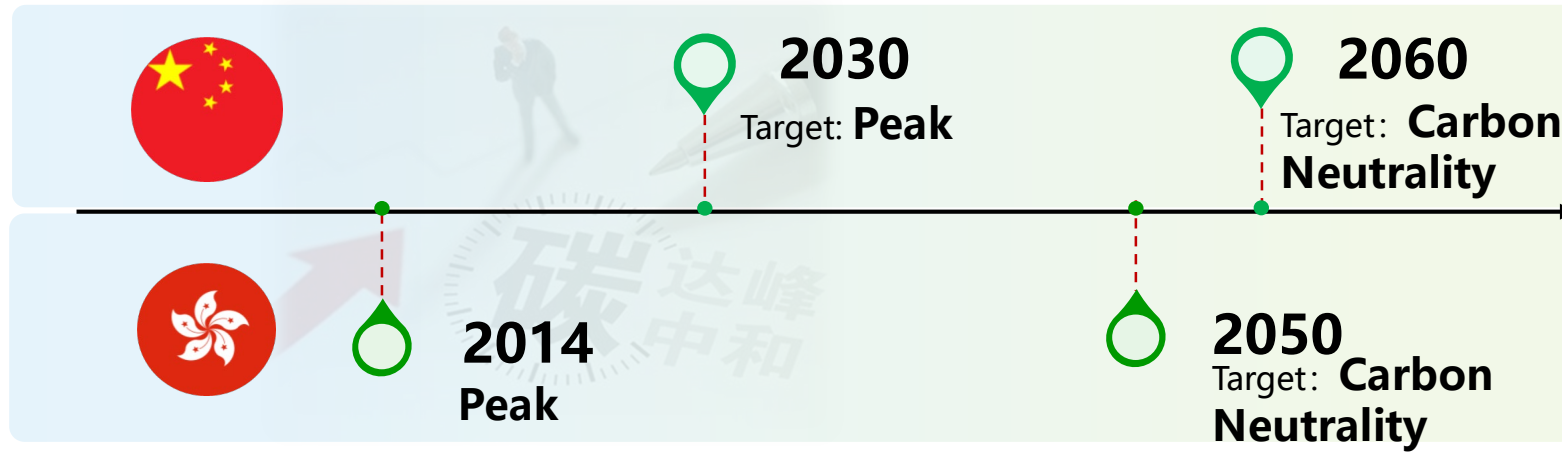 2030
Target: Peak
2060
Target: Carbon
Neutrality
碳
达峰
中和
2014
Peak
2050
Target: Carbon
Neutrality